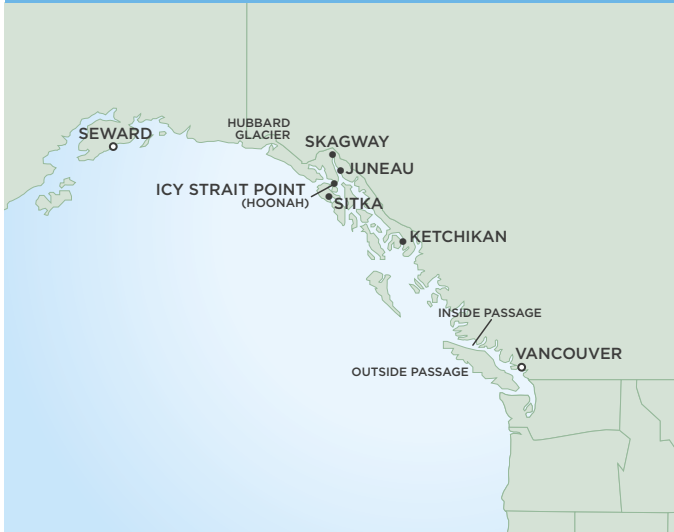 HUBBARD
GLACIER
SEWARD
SKAGWAY
JUNEAU
ICY STRAIT POINT
(HOONAH)
SITKA
KETCHIKAN
INSIDE PASSAGE
VANCOUVER
OUTSIDE PASSAGE